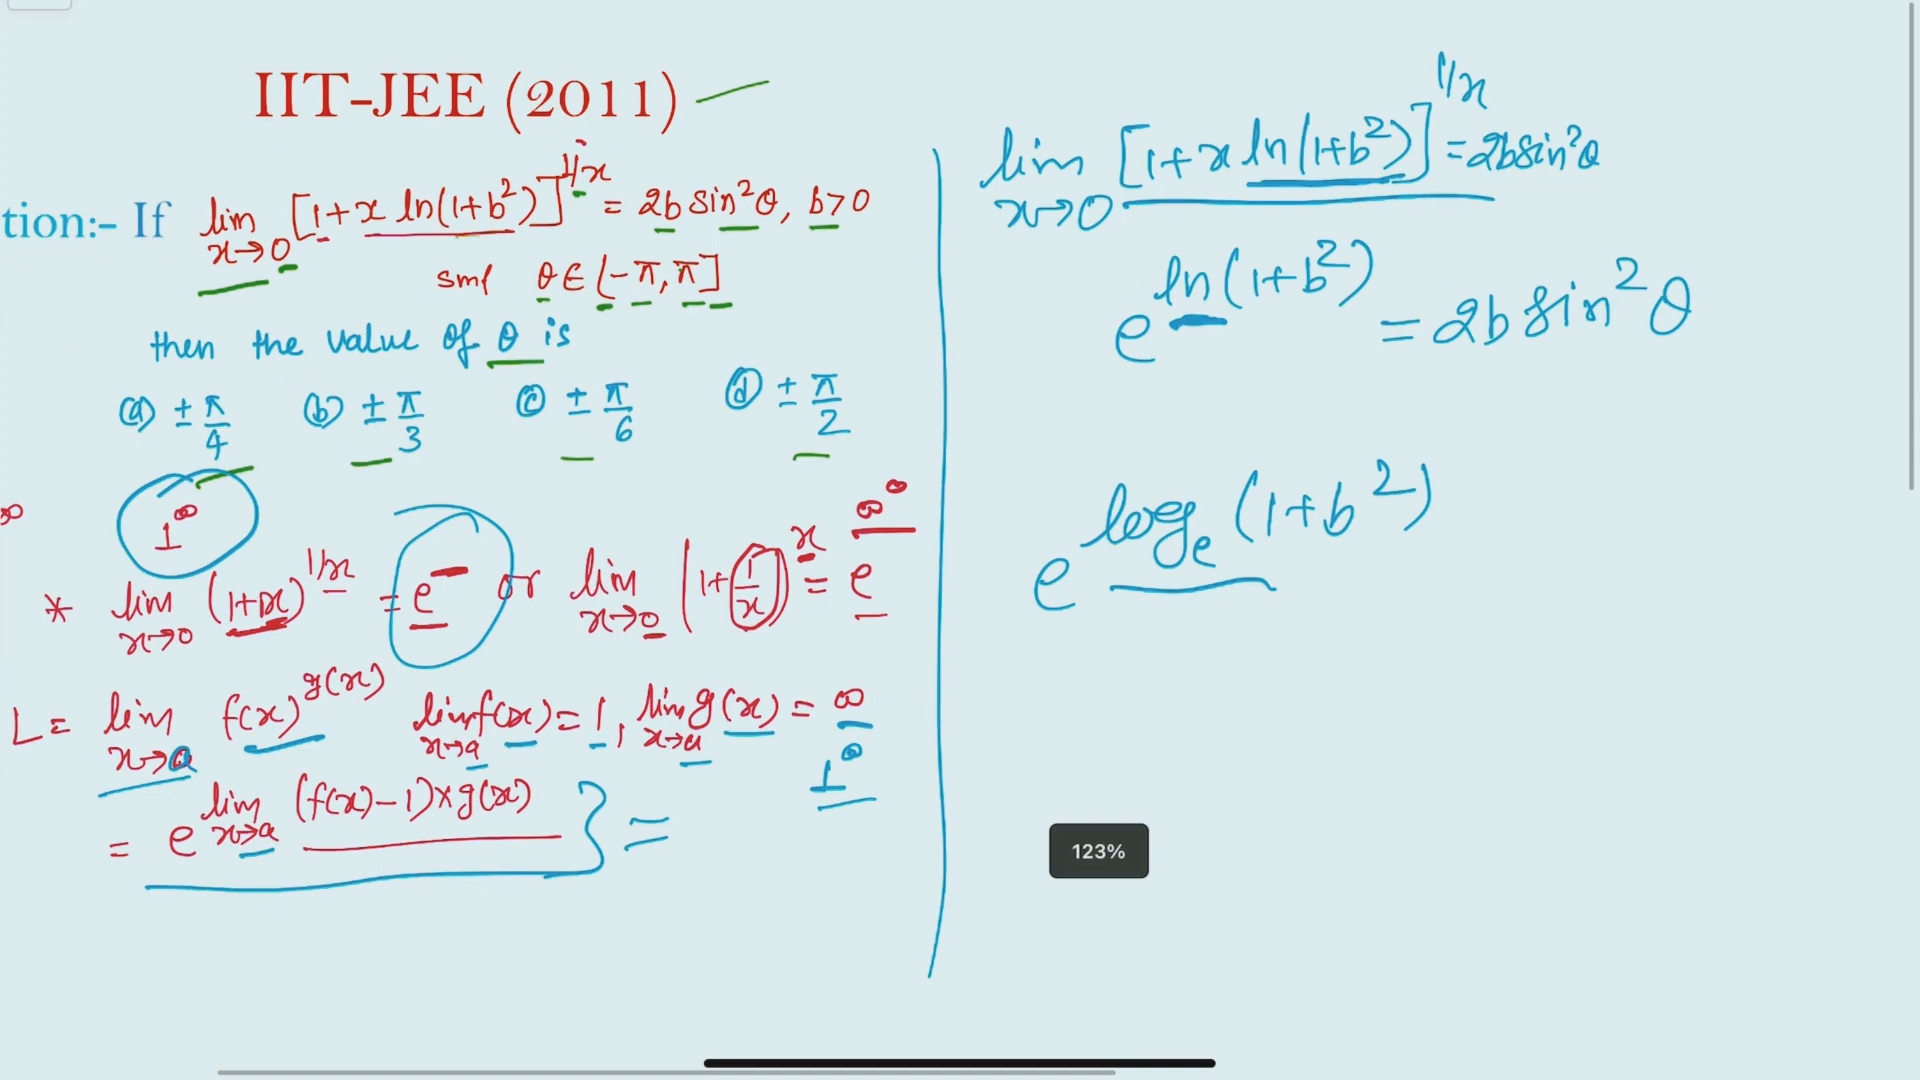 IIT-JEE (2011)
tion:- If lim x→0 [1+x ln(1+b²)]^1/x = 2b sin²θ, b>0
θ∈(-π,π]
then the value of θ is
(a) ±π/4 (b) ±π/3 (c) ±π/6 (d) ±π/2
1^∞
∞
* lim x→0 (1+x)^1/x = e or lim x→0 (1+1/x)^x = e
L = lim x→a f(x)^g(x) lim x→a f(x) = 1, lim x→a g(x) = ∞
1^∞
= e^lim x→a (f(x)-1)×g(x) } =
lim x→0 [1+x ln(1+b²)]^1/x = 2b sin²θ
e^ln(1+b²) = 2b sin²θ
e^log_e(1+b²)
123%